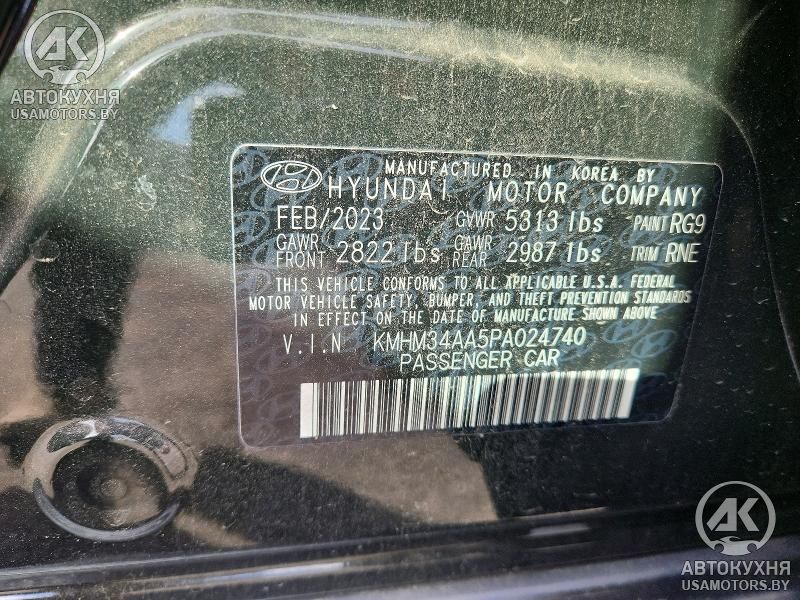 АК
АВТОКУХНЯ
USAMOTORS.BY
MANUFACTURED IN KOREA BY
HYUNDAI MOTOR COMPANY
FEB/2023 GVWR 5313 lbs PAINT RG9
GAWR FRONT 2822 lbs GAWR REAR 2987 lbs TRIM RNE
THIS VEHICLE CONFORMS TO ALL APPLICABLE U.S.A. FEDERAL
MOTOR VEHICLE SAFETY, BUMPER, AND THEFT PREVENTION STANDARDS
IN EFFECT ON THE DATE OF MANUFACTURE SHOWN ABOVE.
V.I.N KMHM34AA5PA024740
PASSENGER CAR
АК
АВТОКУХНЯ
USAMOTORS.BY